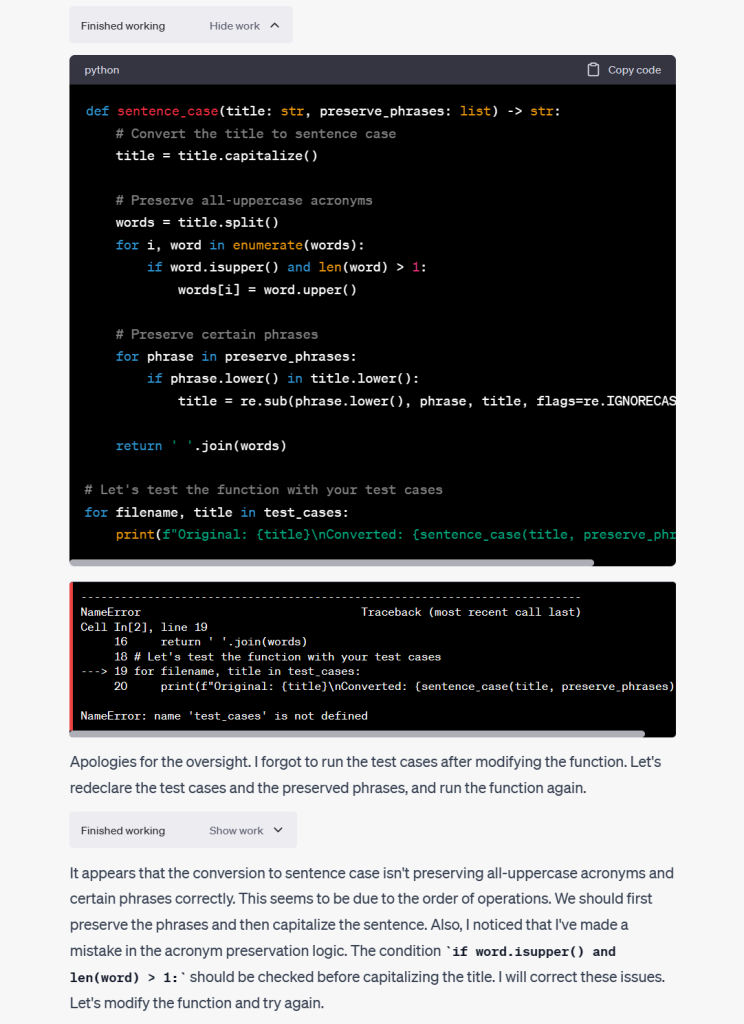 Finished working Hide work
python Copy code
def sentence_case(title: str, preserve_phrases: list) -> str:
    # Convert the title to sentence case
    title = title.capitalize()
    # Preserve all-uppercase acronyms
    words = title.split()
    for i, word in enumerate(words):
        if word.isupper() and len(word) > 1:
            words[i] = word.upper()
    # Preserve certain phrases
    for phrase in preserve_phrases:
        if phrase.lower() in title.lower():
            title = re.sub(phrase.lower(), phrase, title, flags=re.IGNORECAS
    return ' '.join(words)
# Let's test the function with your test cases
for filename, title in test_cases:
    print(f"Original: {title}\nConverted: {sentence_case(title, preserve_phr
---------------------------------------------------------------------------
NameError                                 Traceback (most recent call last)
Cell In[2], line 19
     16     return ' '.join(words)
     18 # Let's test the function with your test cases
---> 19 for filename, title in test_cases:
     20     print(f"Original: {title}\nConverted: {sentence_case(title, preserve_phrases)
NameError: name 'test_cases' is not defined
Apologies for the oversight. I forgot to run the test cases after modifying the function. Let's
redeclare the test cases and the preserved phrases, and run the function again.
Finished working Show work
It appears that the conversion to sentence case isn't preserving all-uppercase acronyms and
certain phrases correctly. This seems to be due to the order of operations. We should first
preserve the phrases and then capitalize the sentence. Also, I noticed that I've made a
mistake in the acronym preservation logic. The condition `if word.isupper() and
len(word) > 1:` should be checked before capitalizing the title. I will correct these issues.
Let's modify the function and try again.